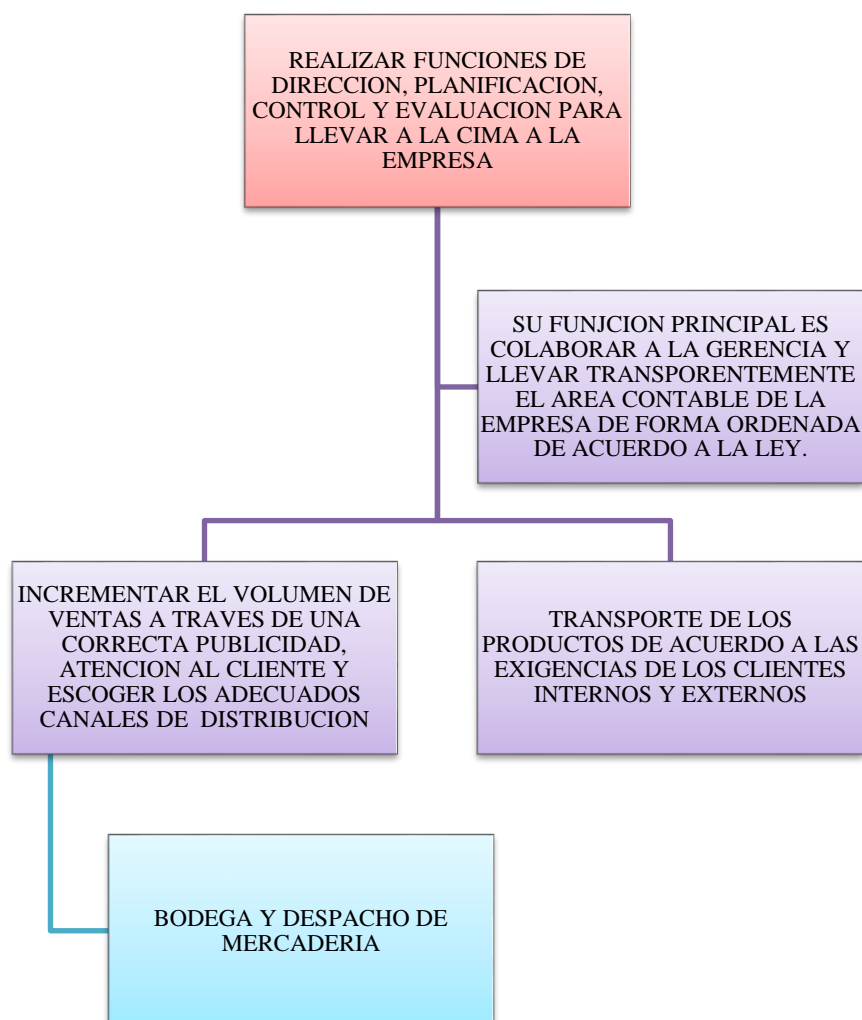 REALIZAR FUNCIONES DE
DIRECCION, PLANIFICACION,
CONTROL Y EVALUACION PARA
LLEVAR A LA CIMA A LA
EMPRESA
SU FUNJCION PRINCIPAL ES
COLABORAR A LA GERENCIA Y
LLEVAR TRANSPORENTEMENTE
EL AREA CONTABLE DE LA
EMPRESA DE FORMA ORDENADA
DE ACUERDO A LA LEY.
INCREMENTAR EL VOLUMEN DE
VENTAS A TRAVES DE UNA
CORRECTA PUBLICIDAD,
ATENCION AL CLIENTE Y
ESCOGER LOS ADECUADOS
CANALES DE DISTRIBUCION
TRANSPORTE DE LOS
PRODUCTOS DE ACUERDO A LAS
EXIGENCIAS DE LOS CLIENTES
INTERNOS Y EXTERNOS
BODEGA Y DESPACHO DE
MERCADERIA